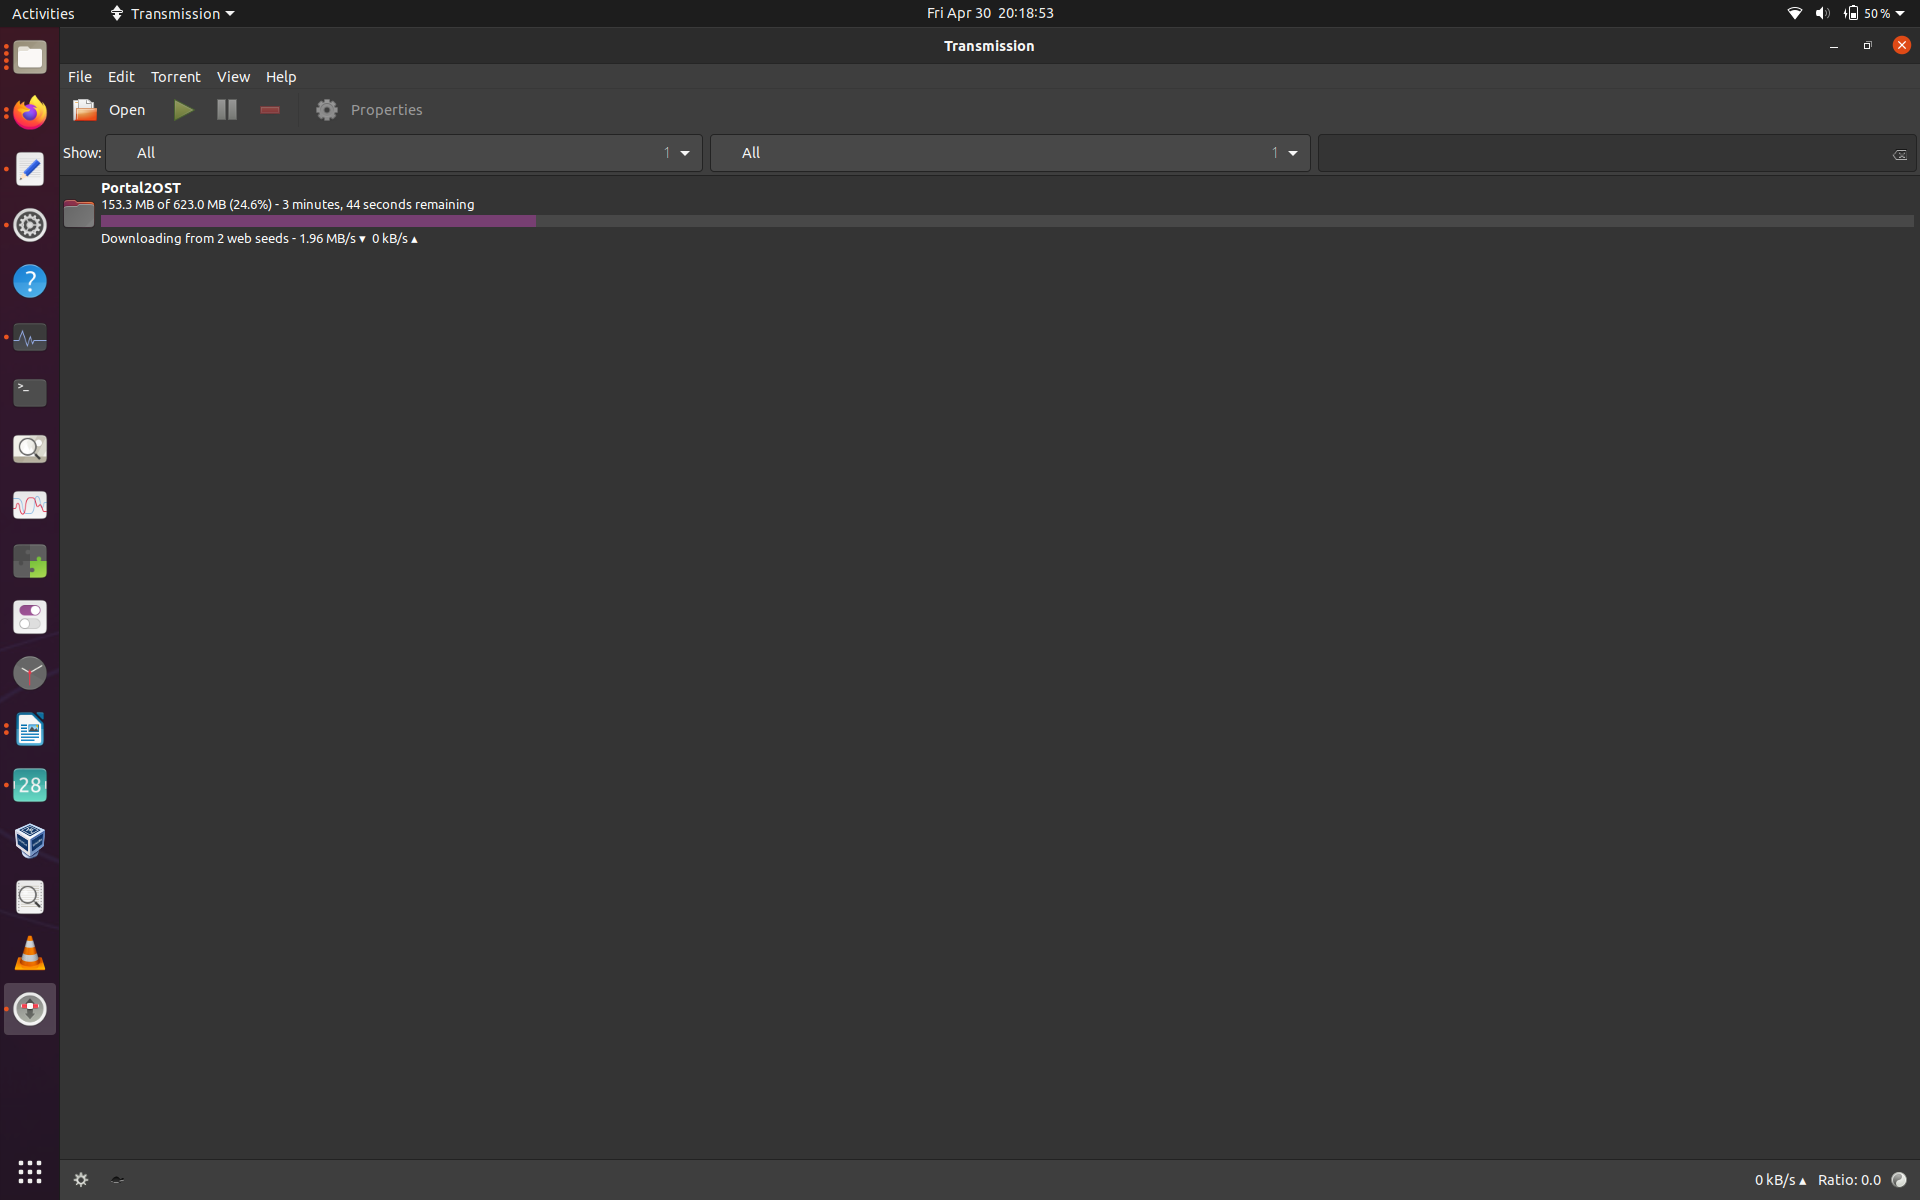 Activities Transmission Fri Apr 30 20:18:53 50 %
Transmission
File Edit Torrent View Help
Open Properties
Show: All 1 All 1
Portal2OST
153.3 MB of 623.0 MB (24.6%) - 3 minutes, 44 seconds remaining
Downloading from 2 web seeds - 1.96 MB/s ▾ 0 kB/s ▴
?
>_
28
0 kB/s ▴ Ratio: 0.0